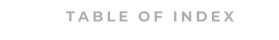 TABLE OF INDEX